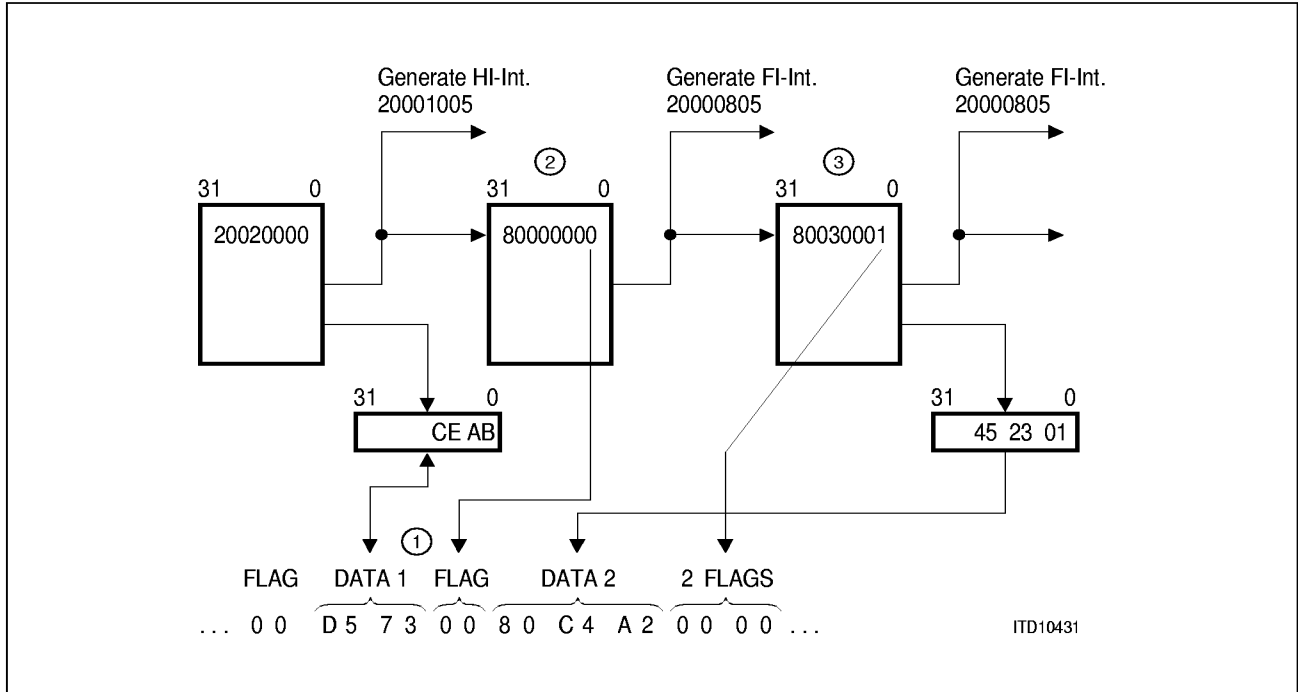 Generate HI-Int. Generate FI-Int. Generate FI-Int.
20001005 20000805 20000805
2 3
31 0 31 0 31 0
20020000 80000000 80030001
31 0 31 0
CE AB 45 23 01
1
FLAG DATA 1 FLAG DATA 2 2 FLAGS
... 0 0 D 5 7 3 0 0 8 0 C 4 A 2 0 0 0 0 ... ITD10431